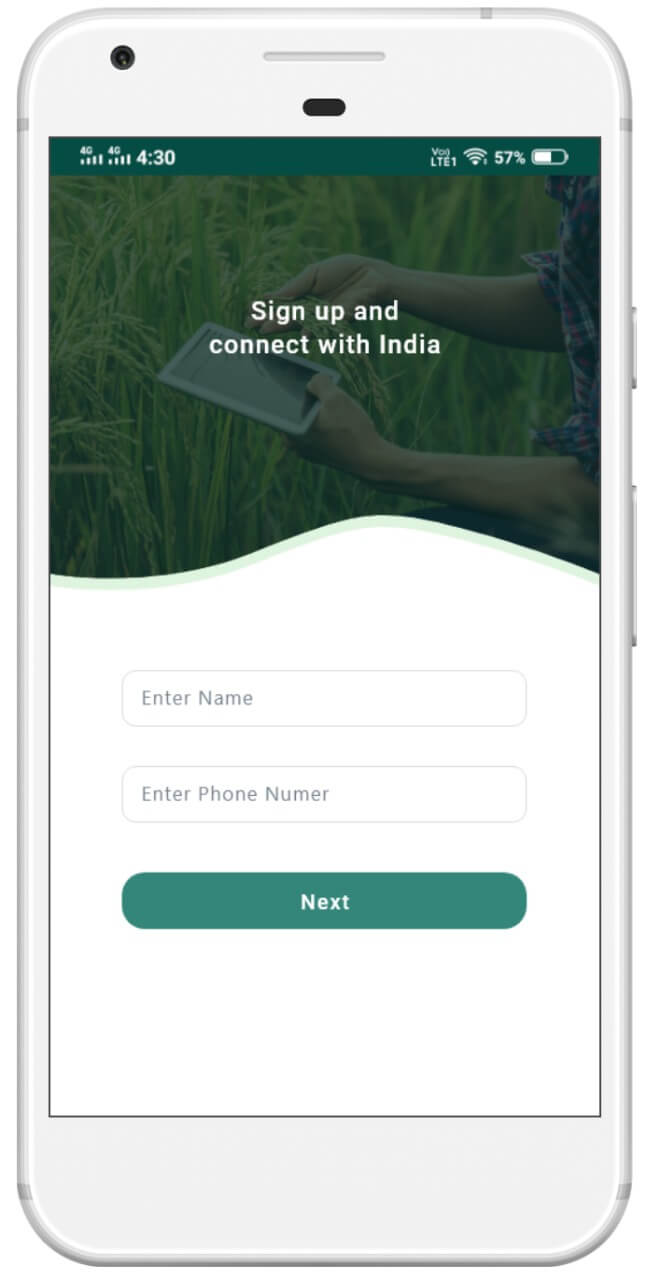 4G 4G 4:30 Vo) LTE1 57%
Sign up and
connect with India
Enter Name
Enter Phone Numer
Next